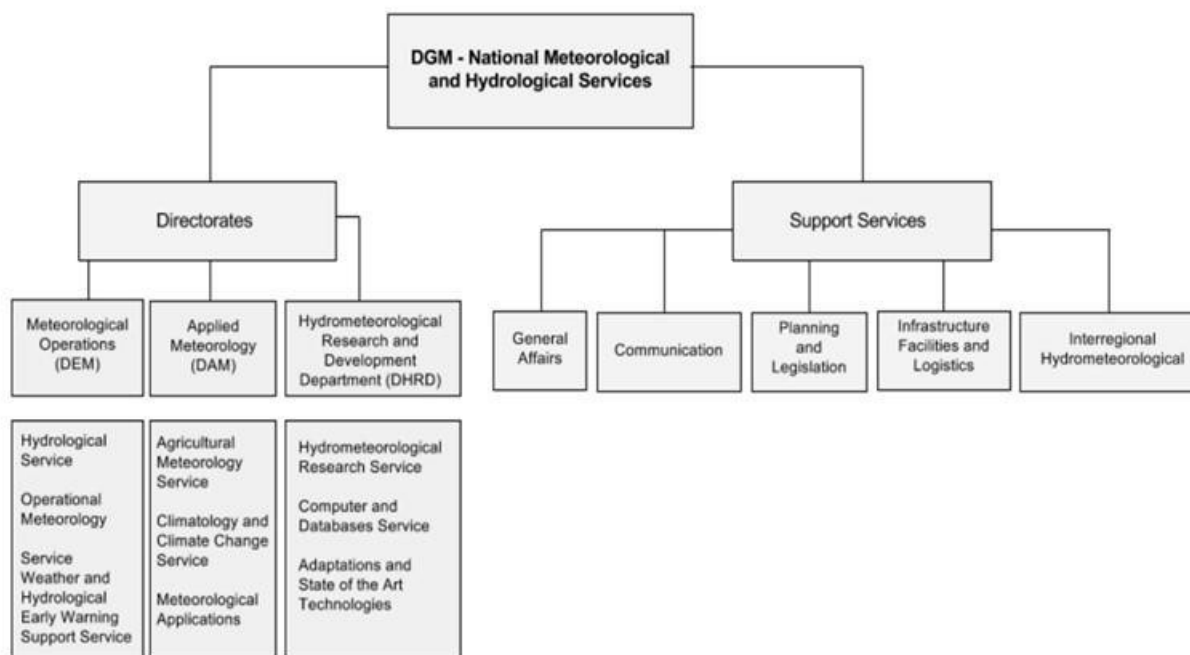 DGM - National Meteorological
and Hydrological Services
Directorates
Support Services
Meteorological
Operations
(DEM)
Applied
Meteorology
(DAM)
Hydrometeorological
Research and
Development
Department (DHRD)
General
Affairs
Communication
Planning
and
Legislation
Infrastructure
Facilities and
Logistics
Interregional
Hydrometeorological
Hydrological
Service
Operational
Meteorology
Service
Weather and
Hydrological
Early Warning
Support Service
Agricultural
Meteorology
Service
Climatology and
Climate Change
Service
Meteorological
Applications
Hydrometeorological
Research Service
Computer and
Databases Service
Adaptations and
State of the Art
Technologies